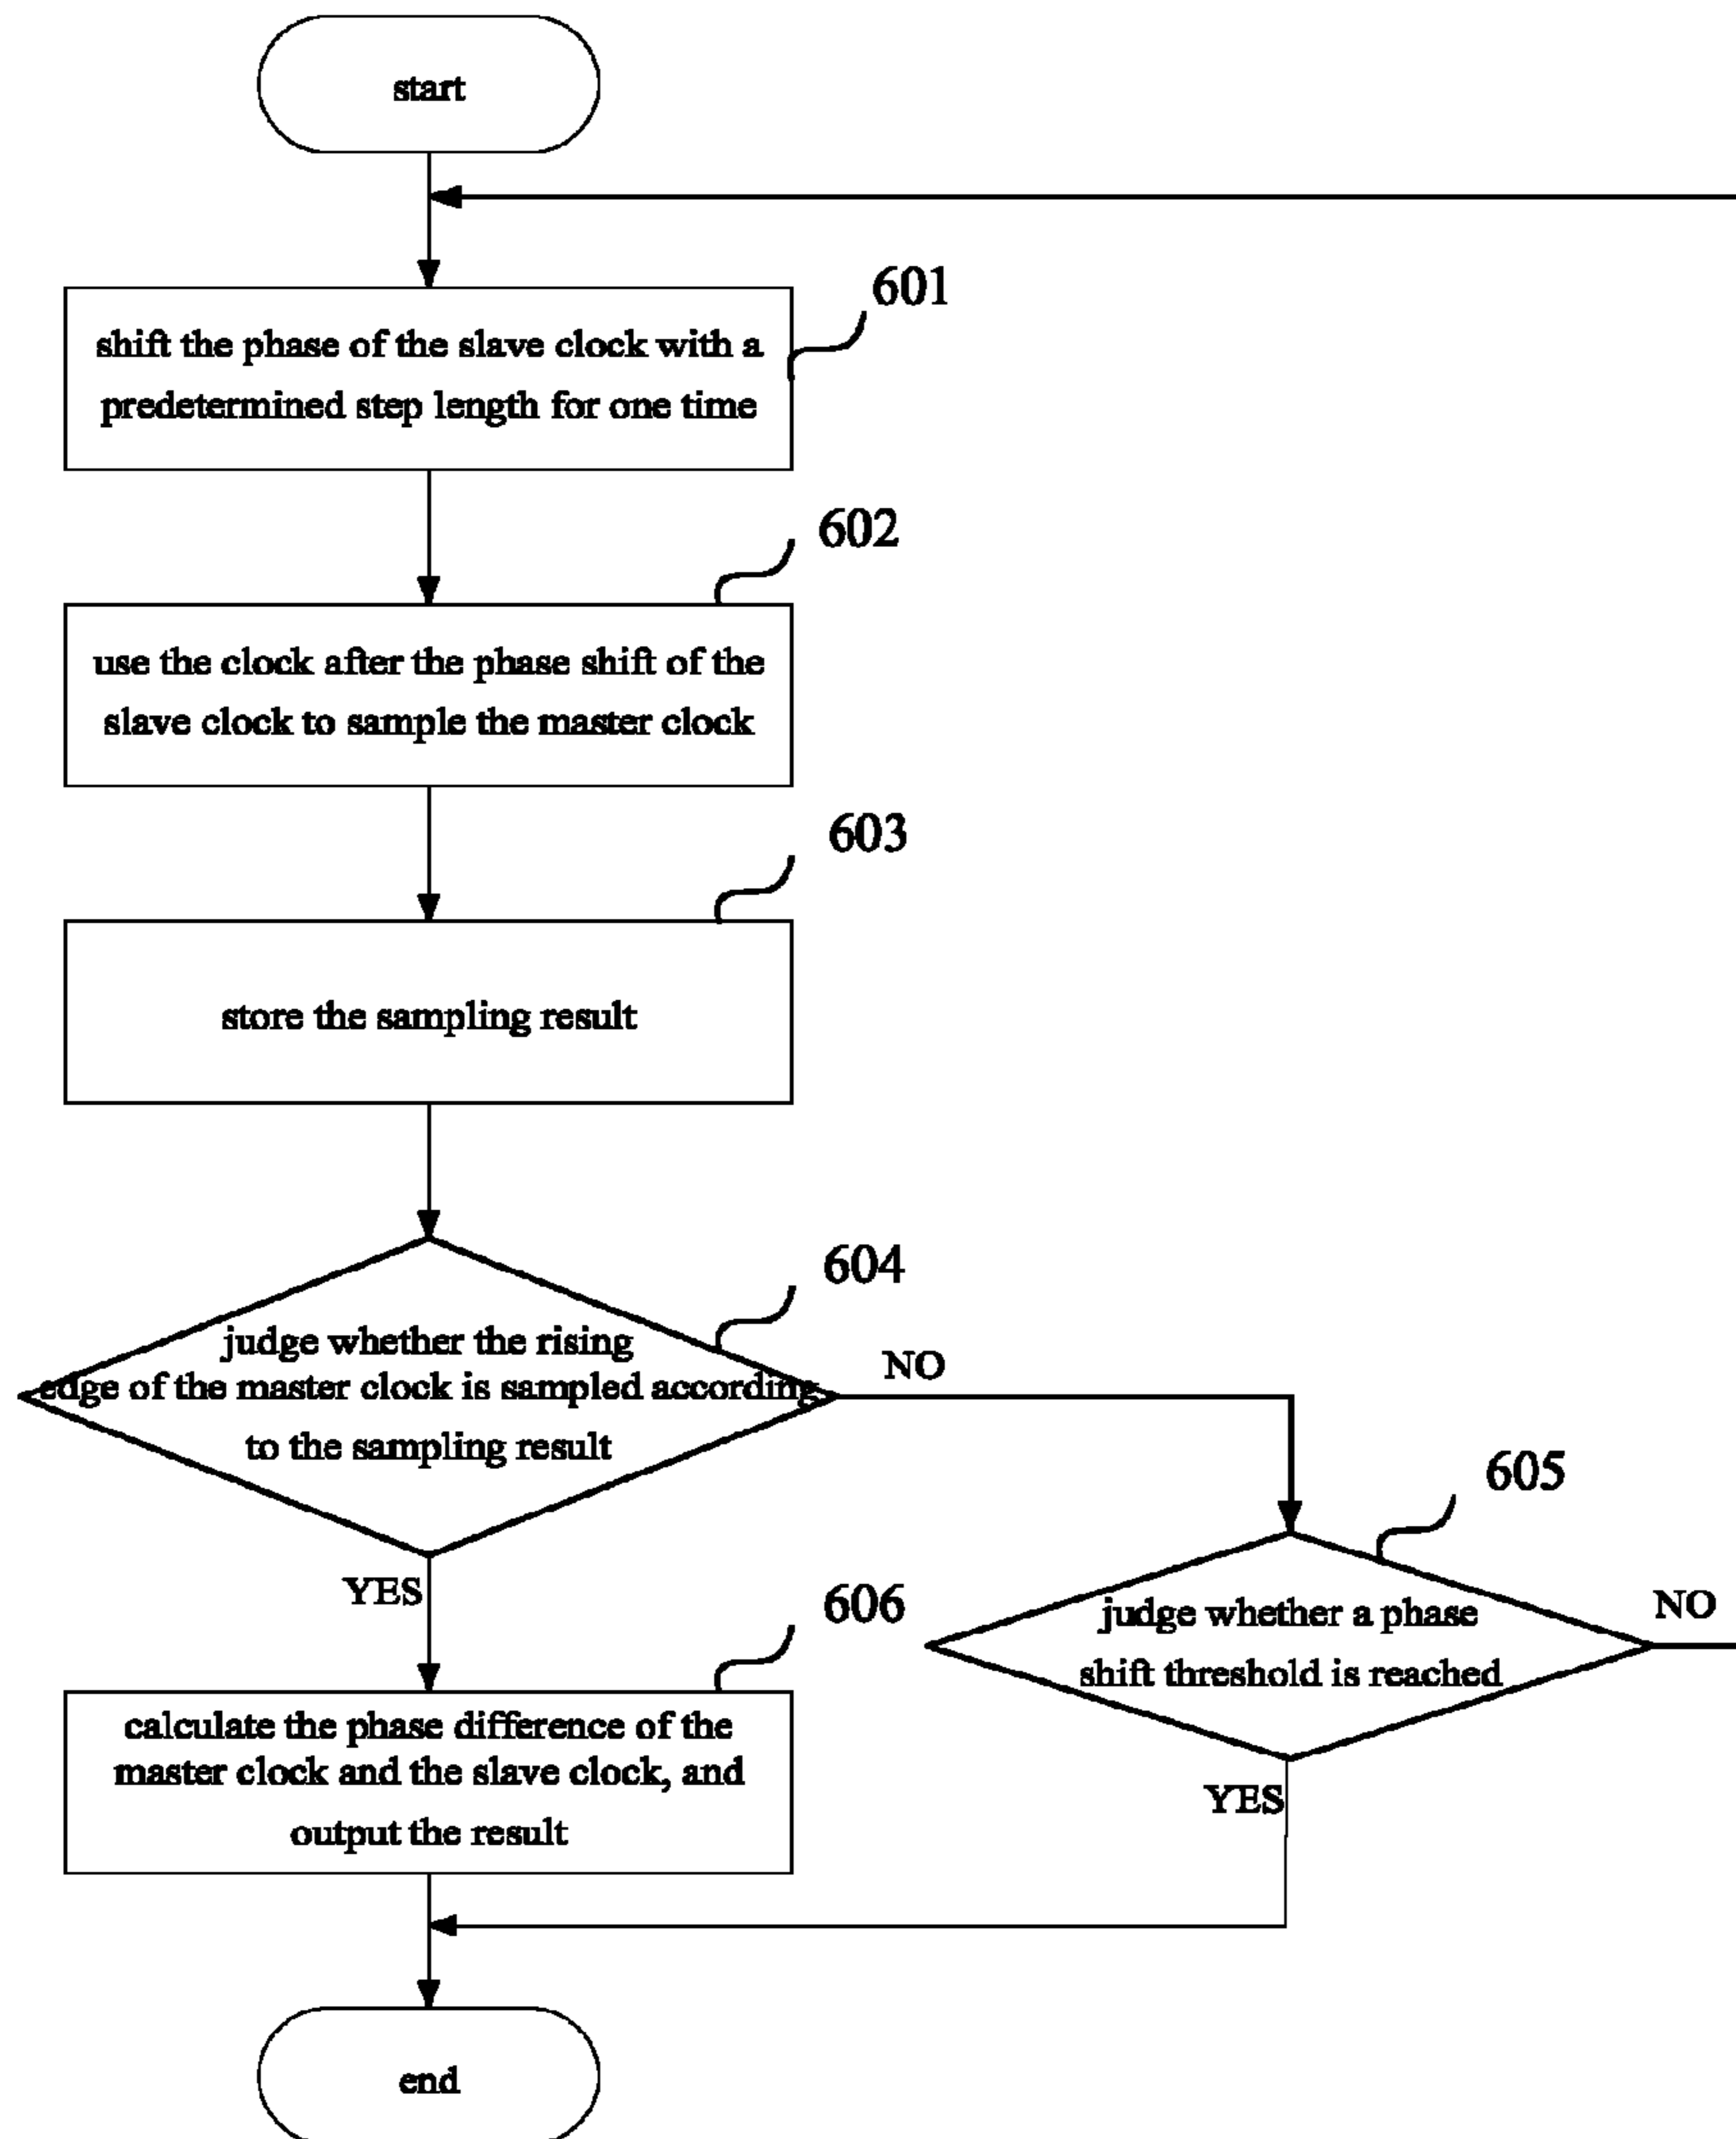 start
601
shift the phase of the slave clock with a
predetermined step length for one time
602
use the clock after the phase shift of the
slave clock to sample the master clock
603
store the sampling result
604
judge whether the rising
edge of the master clock is sampled according
to the sampling result
NO
605
judge whether a phase
shift threshold is reached
NO
YES
YES
606
calculate the phase difference of the
master clock and the slave clock, and
output the result
end